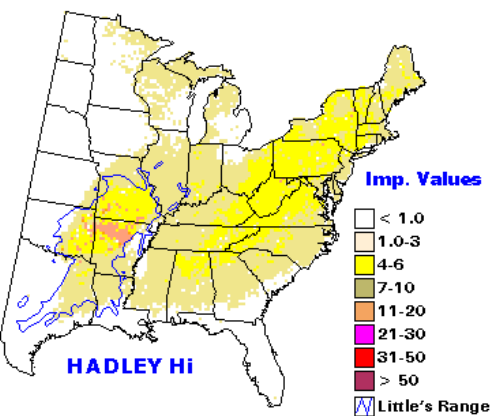 Imp. Values
< 1.0
1.0-3
4-6
7-10
11-20
21-30
31-50
> 50
Little's Range
HADLEY Hi